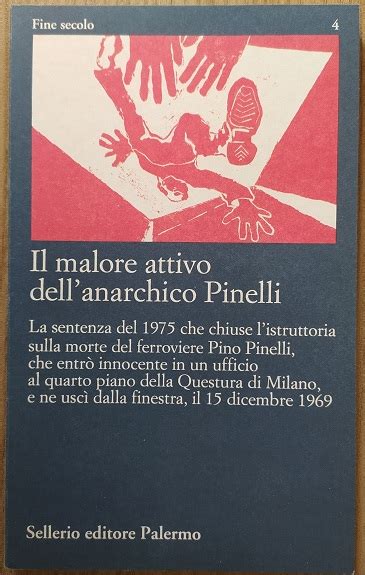 Fine secolo 4
Il malore attivo
dell'anarchico Pinelli
La sentenza del 1975 che chiuse l'istruttoria
sulla morte del ferroviere Pino Pinelli,
che entrò innocente in un ufficio
al quarto piano della Questura di Milano,
e ne uscì dalla finestra, il 15 dicembre 1969
Sellerio editore Palermo